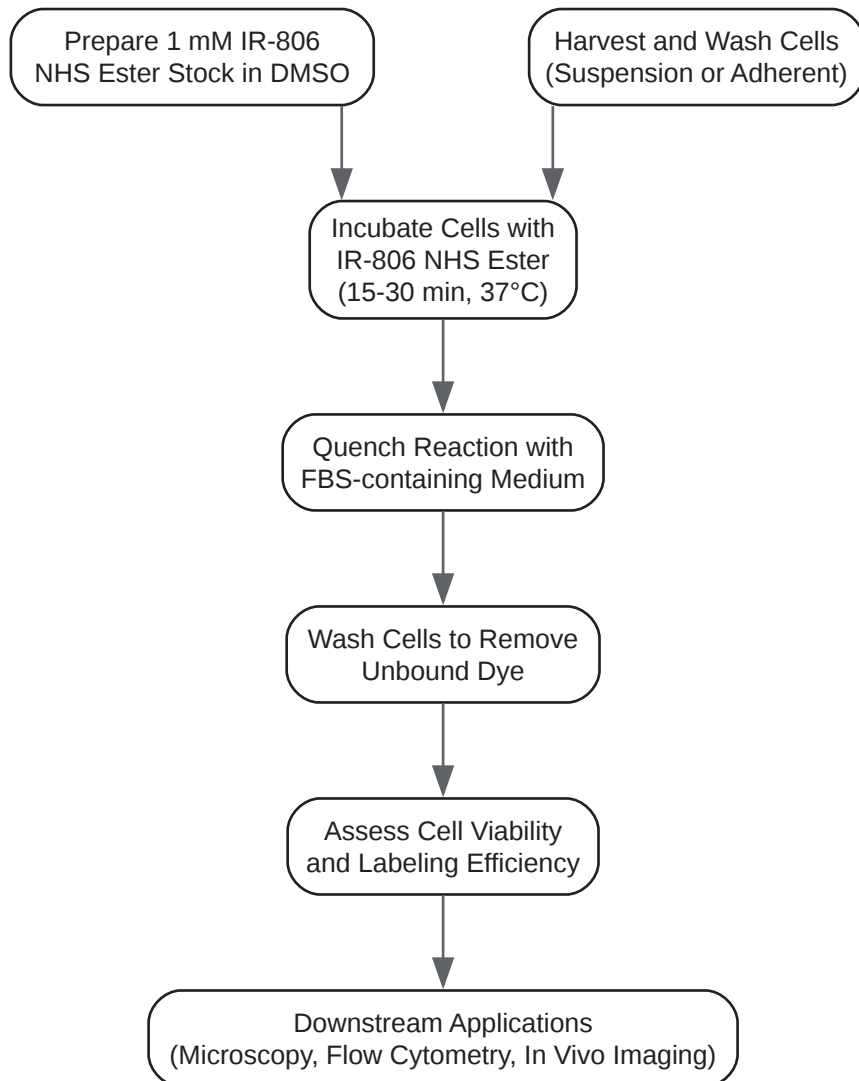 Prepare 1 mM IR-806
NHS Ester Stock in DMSO
Harvest and Wash Cells
(Suspension or Adherent)
Incubate Cells with
IR-806 NHS Ester
(15-30 min, 37°C)
Quench Reaction with
FBS-containing Medium
Wash Cells to Remove
Unbound Dye
Assess Cell Viability
and Labeling Efficiency
Downstream Applications
(Microscopy, Flow Cytometry, In Vivo Imaging)